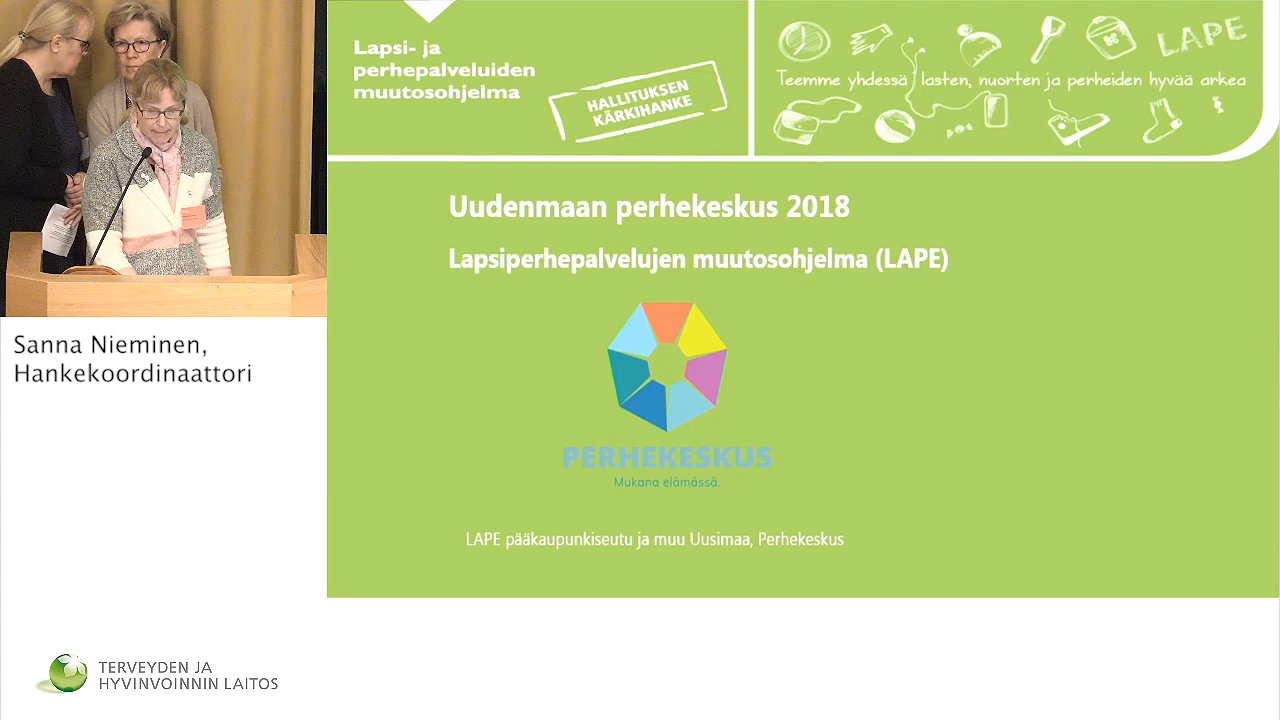 Lapsi- ja
perhepalveluiden
muutosohjelma
HALLITUKSEN
KÄRKIHANKE
LAPE
Teemme yhdessä lasten, nuorten ja perheiden hyvää arkea
Uudenmaan perhekeskus 2018
Lapsiperhepalvelujen muutosohjelma (LAPE)
PERHEKESKUS
Mukana elämässä.
LAPE pääkaupunkiseutu ja muu Uusimaa, Perhekeskus
Sanna Nieminen,
Hankekoordinaattori
TERVEYDEN JA
HYVINVOINNIN LAITOS